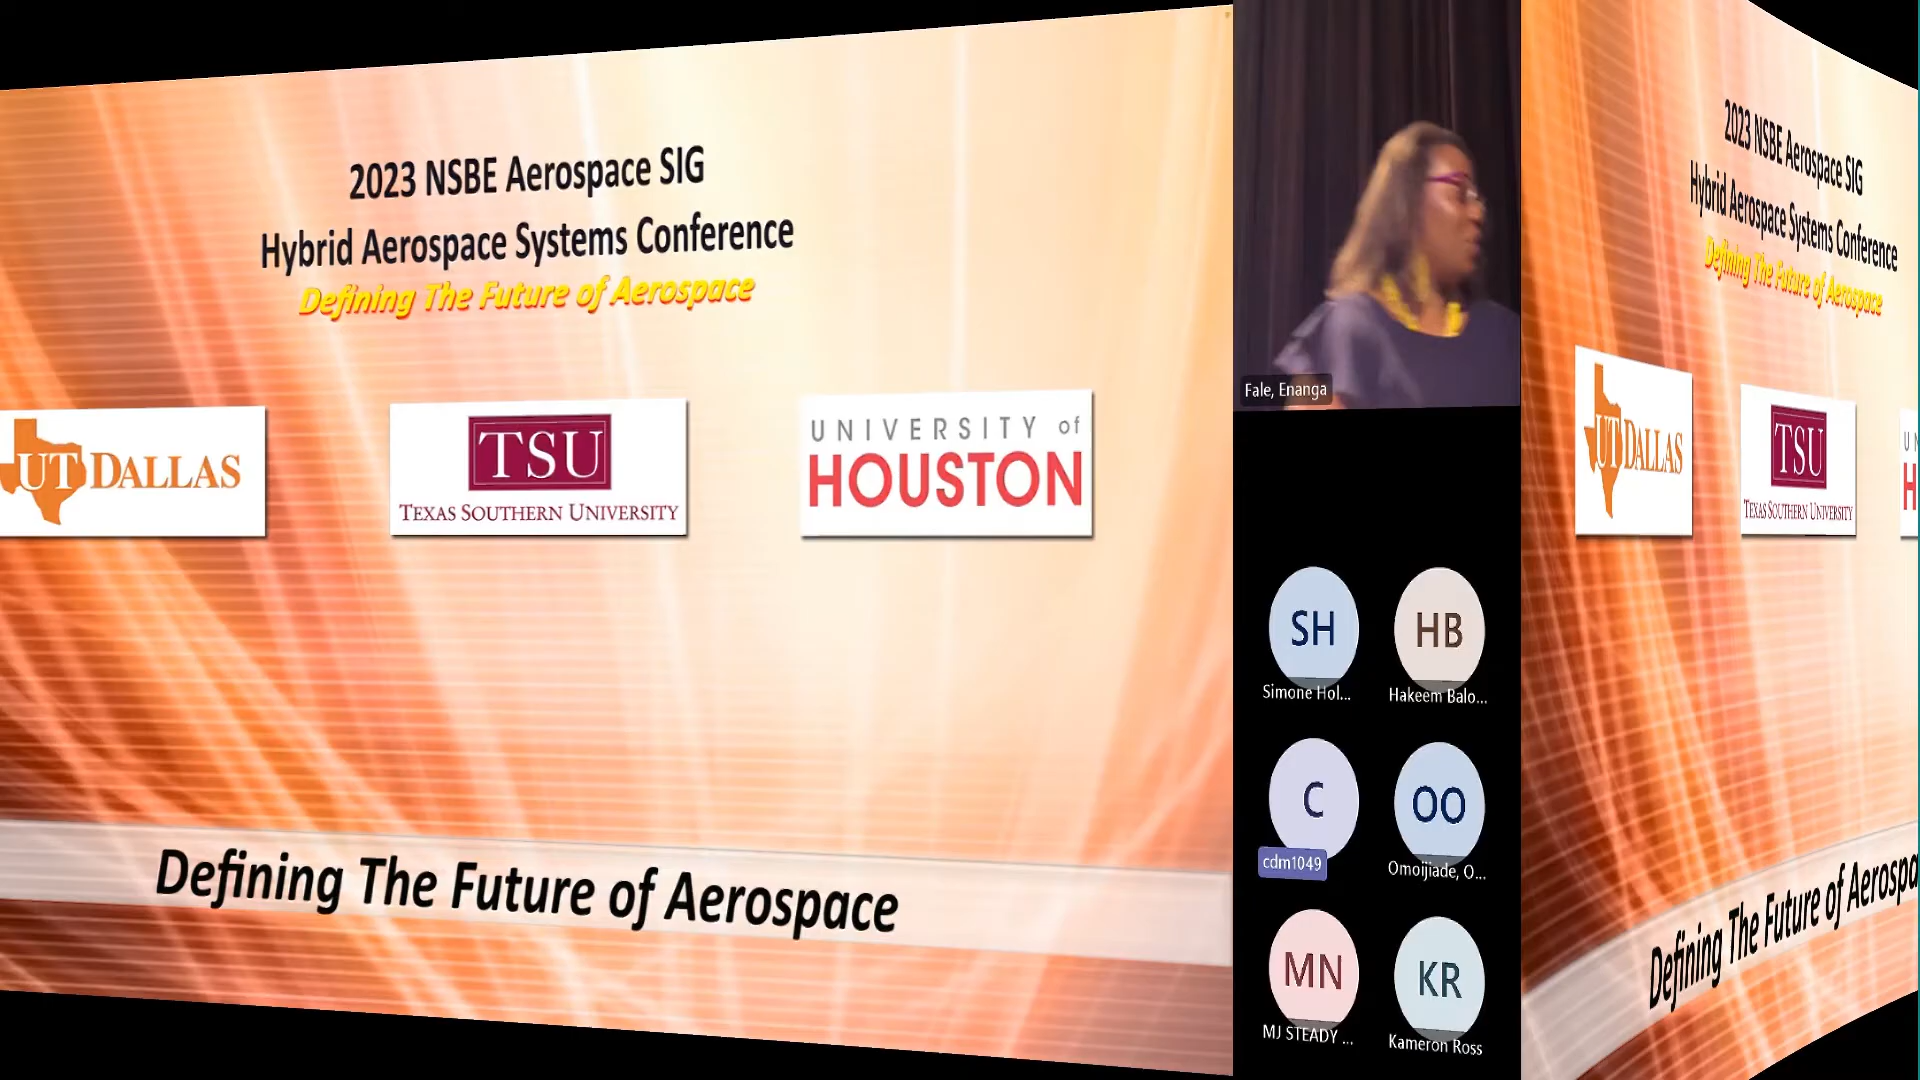 2023 NSBE Aerospace SIG
Hybrid Aerospace Systems Conference
Defining The Future of Aerospace
UT DALLAS
TSU
TEXAS SOUTHERN UNIVERSITY
UNIVERSITY of
HOUSTON
Defining The Future of Aerospace
Fale, Enanga
SH
Simone Hol...
HB
Hakeem Balo...
C
cdm1049
OO
Omoijiade, O...
MN
MJ STEADY ...
KR
Kameron Ross
2023 NSBE Aerospace SIG
Hybrid Aerospace Systems Conference
Defining The Future of Aerospace
UT DALLAS
TSU
TEXAS SOUTHERN UNIVERSITY
UN
H
Defining The Future of Aerospa